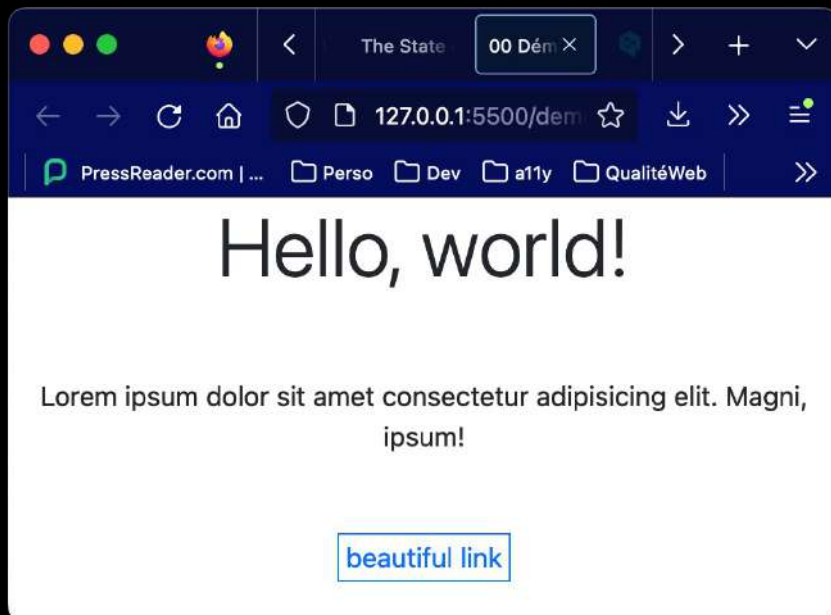 The State
00 Dém
127.0.0.1:5500/dem
PressReader.com | ...
Perso
Dev
a11y
QualitéWeb
Hello, world!
Lorem ipsum dolor sit amet consectetur adipisicing elit. Magni,
ipsum!
beautiful link